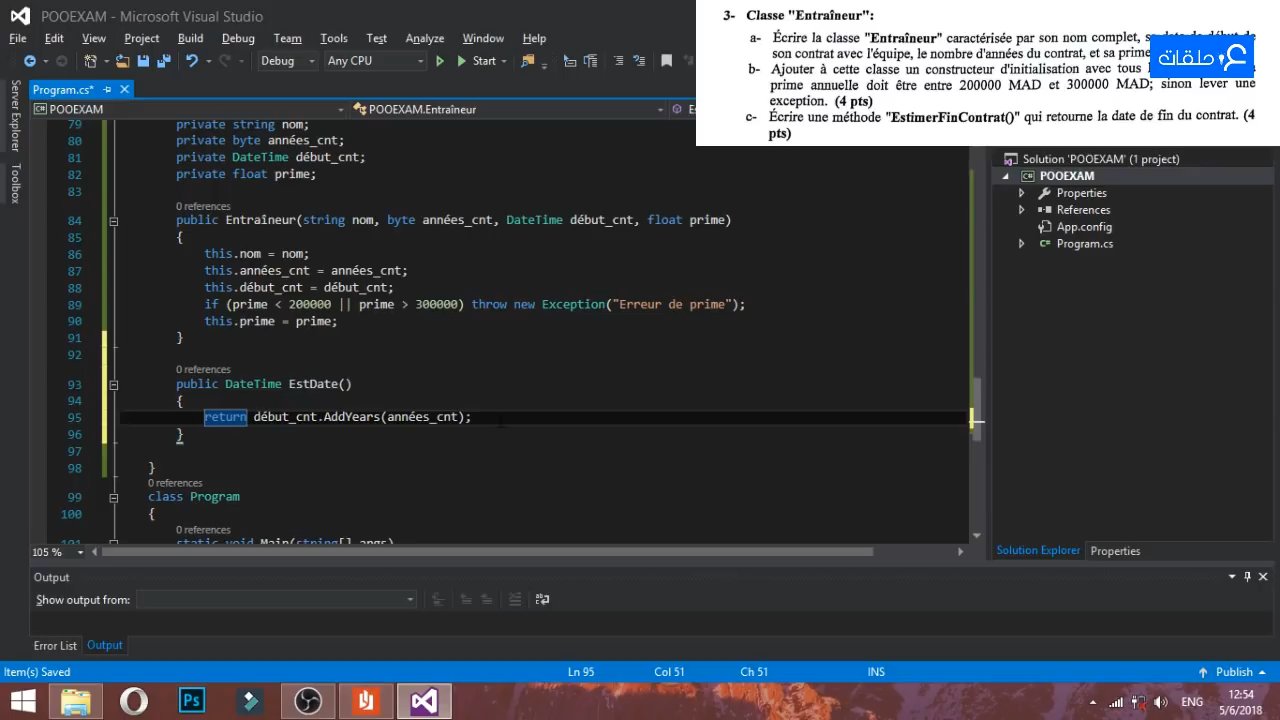 POOEXAM - Microsoft Visual Studio
File Edit View Project Build Debug Team Tools Test Analyze Window Help
Debug Any CPU Start
3- Classe "Entraîneur":
a- Écrire la classe "Entraîneur" caractérisée par son nom complet, de
son contrat avec l'équipe, le nombre d'années du contrat, et sa prime
b- Ajouter à cette classe un constructeur d'initialisation avec tous
prime annuelle doit être entre 200000 MAD et 300000 MAD; sinon lever une
exception. (4 pts)
c- Écrire une méthode "EstimerFinContrat()" qui retourne la date de fin du contrat. (4
pts)
حلقات
Server Explorer
Toolbox
Program.cs*
POOEXAM POOEXAM.Entraîneur
79 private string nom;
80 private byte années_cnt;
81 private DateTime début_cnt;
82 private float prime;
83
0 references
84 public Entraîneur(string nom, byte années_cnt, DateTime début_cnt, float prime)
85 {
86 this.nom = nom;
87 this.années_cnt = années_cnt;
88 this.début_cnt = début_cnt;
89 if (prime < 200000 || prime > 300000) throw new Exception("Erreur de prime");
90 this.prime = prime;
91 }
92
0 references
93 public DateTime EstDate()
94 {
95 return début_cnt.AddYears(années_cnt);
96 }
97
98 }
0 references
99 class Program
100 {
0 references
101 static void Main(string[] args)
105 %
Solution 'POOEXAM' (1 project)
POOEXAM
Properties
References
App.config
Program.cs
Solution Explorer Properties
Output
Show output from:
Error List Output
Item(s) Saved Ln 95 Col 51 Ch 51 INS Publish
Ps
ENG
12:54
5/6/2018